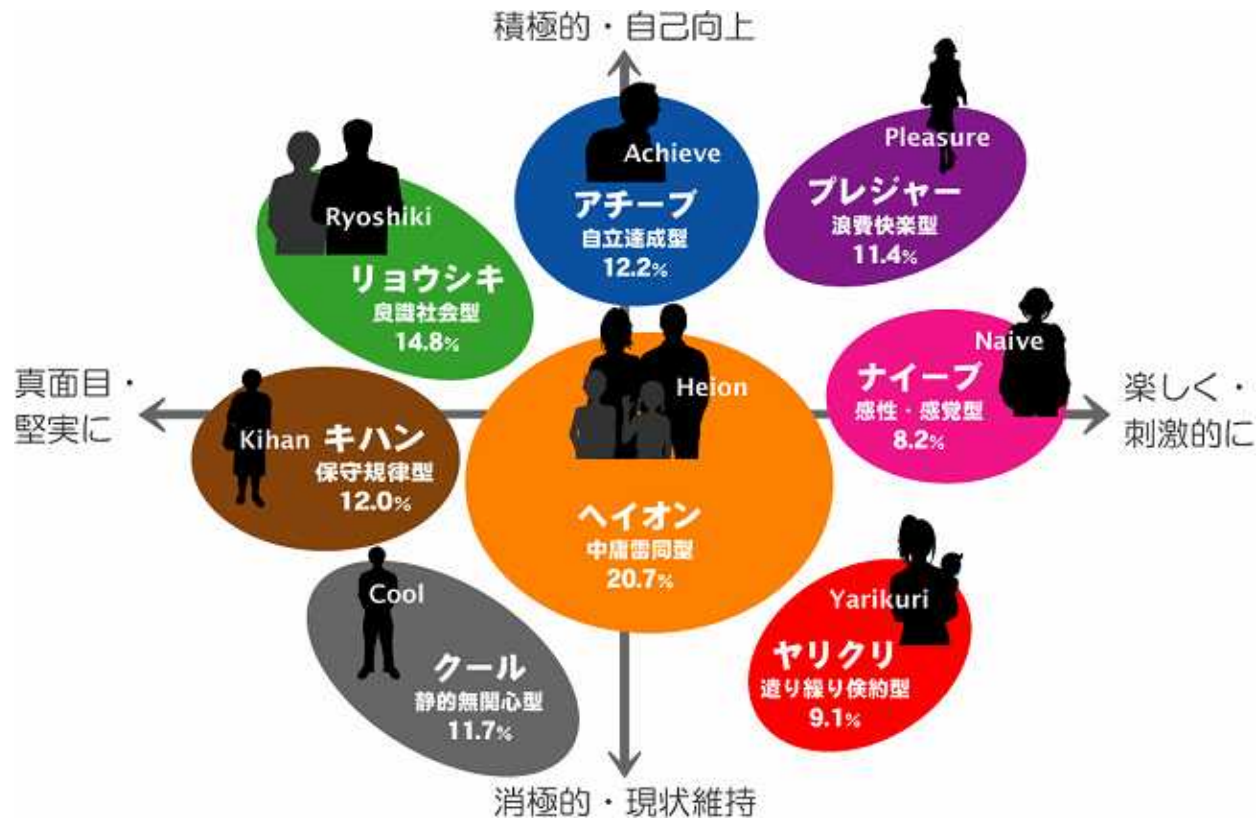 積極的・自己向上
Pleasure
プレジャー
浪費快楽型
11.4%
Achieve
アチーブ
自立達成型
12.2%
Ryoshiki
リョウシキ
良識社会型
14.8%
Naive
ナイーブ
感性・感覚型
8.2%
Heion
ヘイオン
中庸雷同型
20.7%
真面目・
堅実に
楽しく・
刺激的に
Kihan
キハン
保守規律型
12.0%
Cool
クール
静的無関心型
11.7%
Yarikuri
ヤリクリ
遣り繰り倹約型
9.1%
消極的・現状維持